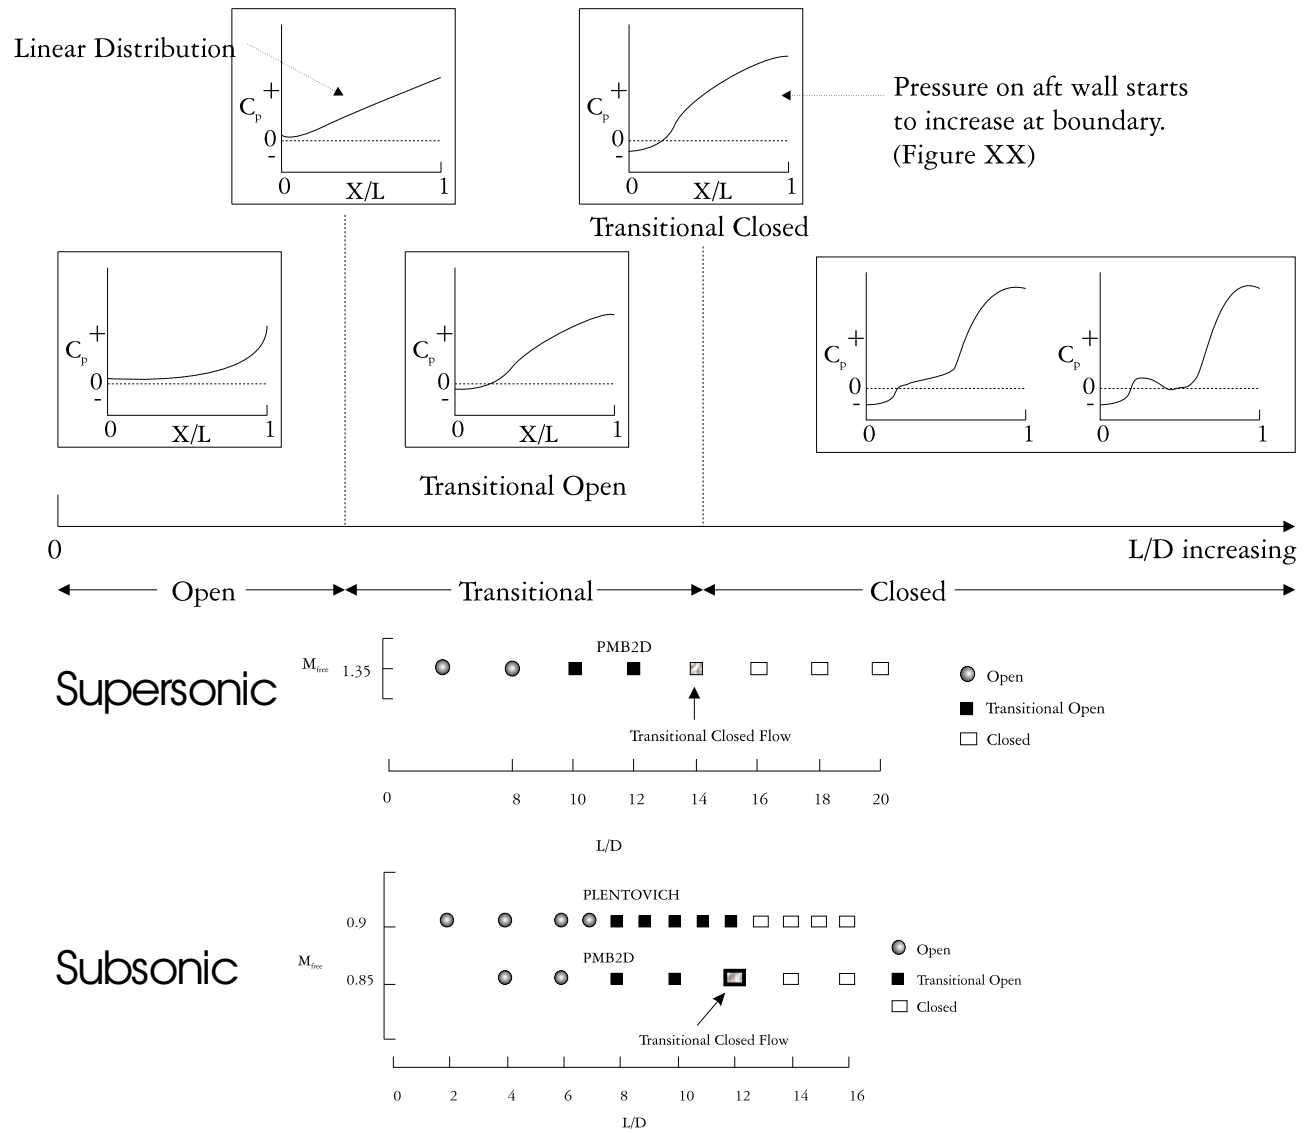 Linear Distribution
C_p
+
0
-
0
X/L
1
C_p
+
0
-
0
X/L
1
Pressure on aft wall starts
to increase at boundary.
(Figure XX)
Transitional Closed
C_p
+
0
-
0
X/L
1
C_p
+
0
-
0
X/L
1
C_p
+
0
-
0
1
C_p
+
0
-
0
1
Transitional Open
0
L/D increasing
Open
Transitional
Closed
Supersonic
M_free
1.35
PMB2D
Transitional Closed Flow
Open
Transitional Open
Closed
0 8 10 12 14 16 18 20
L/D
Subsonic
M_free
0.9
PLENTOVICH
0.85
PMB2D
Transitional Closed Flow
Open
Transitional Open
Closed
0 2 4 6 8 10 12 14 16
L/D